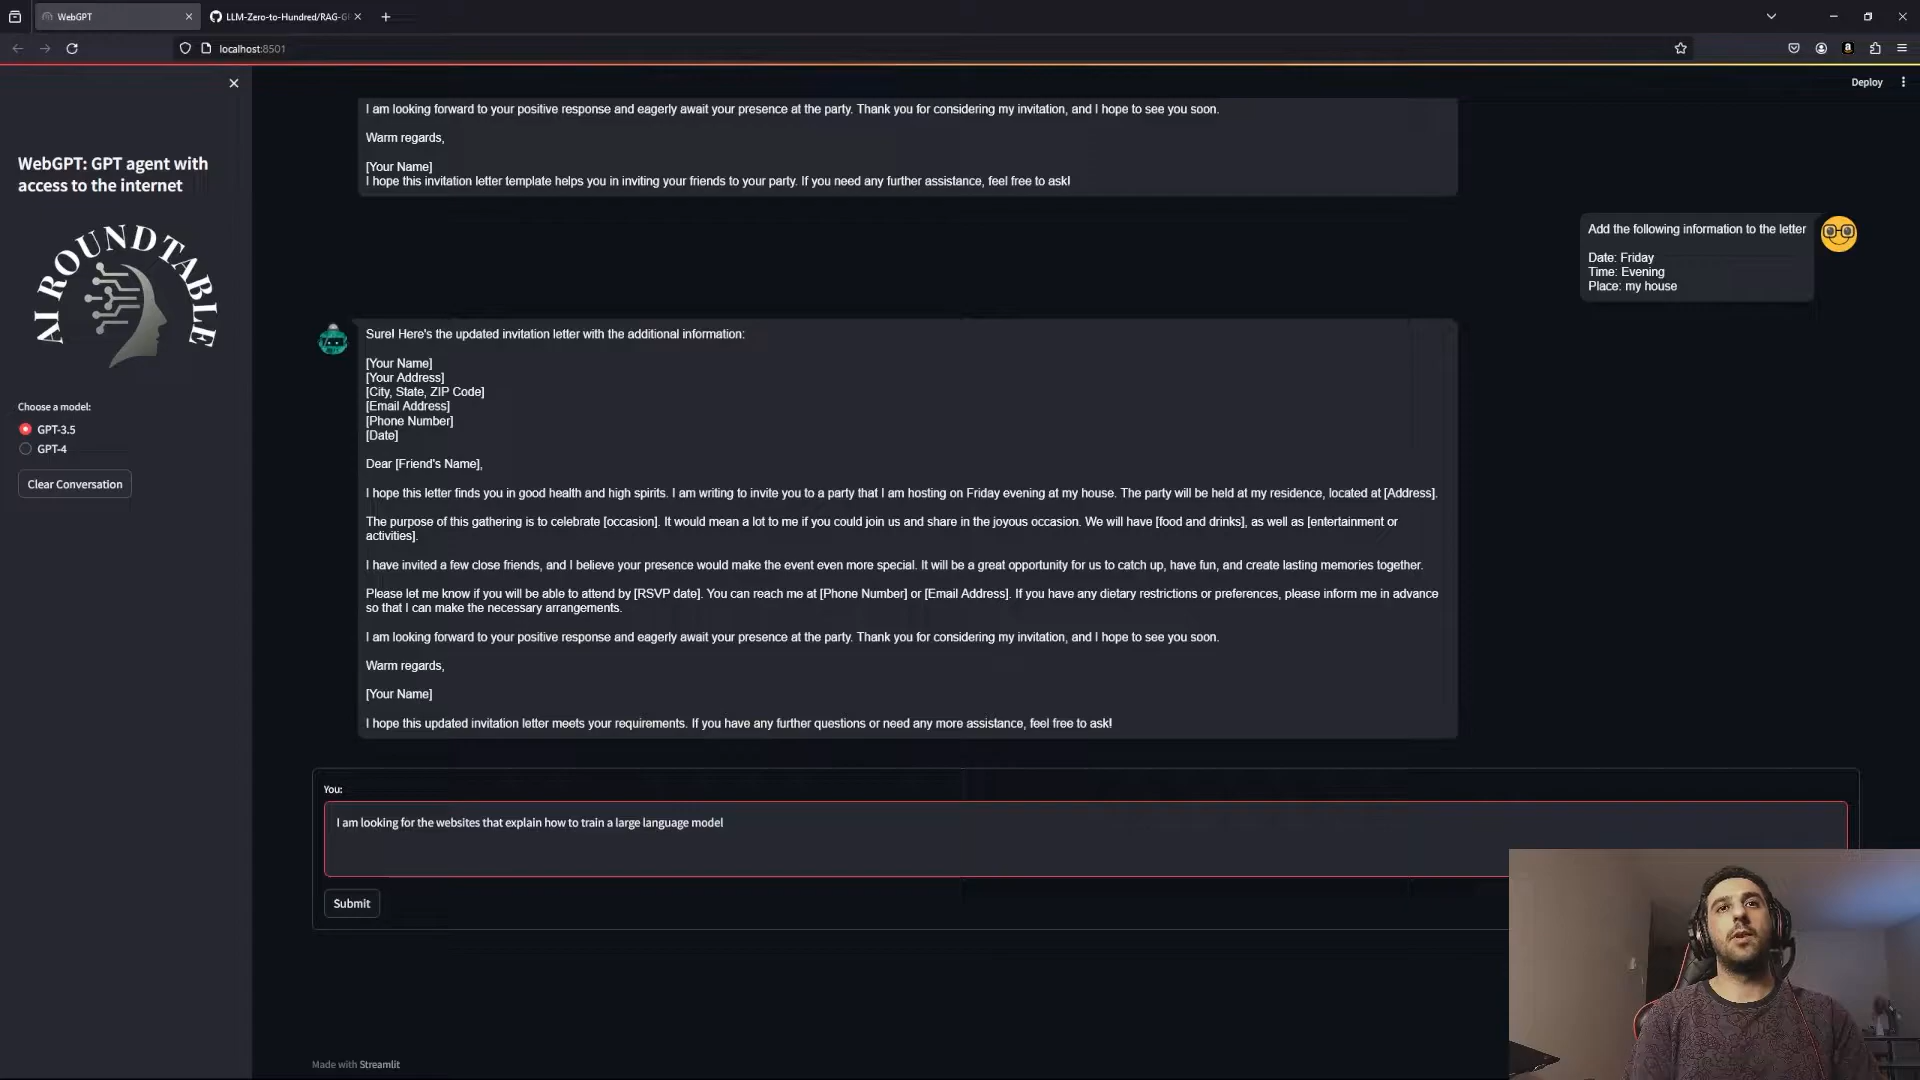 WebGPT
LLM-Zero-to-Hundred/RAG-G
localhost:8501
Deploy
WebGPT: GPT agent with
access to the internet
AI ROUNDTABLE
Choose a model:
GPT-3.5
GPT-4
Clear Conversation
I am looking forward to your positive response and eagerly await your presence at the party. Thank you for considering my invitation, and I hope to see you soon.
Warm regards,
[Your Name]
I hope this invitation letter template helps you in inviting your friends to your party. If you need any further assistance, feel free to ask!
Add the following information to the letter
Date: Friday
Time: Evening
Place: my house
Sure! Here's the updated invitation letter with the additional information:
[Your Name]
[Your Address]
[City, State, ZIP Code]
[Email Address]
[Phone Number]
[Date]
Dear [Friend's Name],
I hope this letter finds you in good health and high spirits. I am writing to invite you to a party that I am hosting on Friday evening at my house. The party will be held at my residence, located at [Address].
The purpose of this gathering is to celebrate [occasion]. It would mean a lot to me if you could join us and share in the joyous occasion. We will have [food and drinks], as well as [entertainment or
activities].
I have invited a few close friends, and I believe your presence would make the event even more special. It will be a great opportunity for us to catch up, have fun, and create lasting memories together.
Please let me know if you will be able to attend by [RSVP date]. You can reach me at [Phone Number] or [Email Address]. If you have any dietary restrictions or preferences, please inform me in advance
so that I can make the necessary arrangements.
I am looking forward to your positive response and eagerly await your presence at the party. Thank you for considering my invitation, and I hope to see you soon.
Warm regards,
[Your Name]
I hope this updated invitation letter meets your requirements. If you have any further questions or need any more assistance, feel free to ask!
You:
I am looking for the websites that explain how to train a large language model
Submit
Made with Streamlit